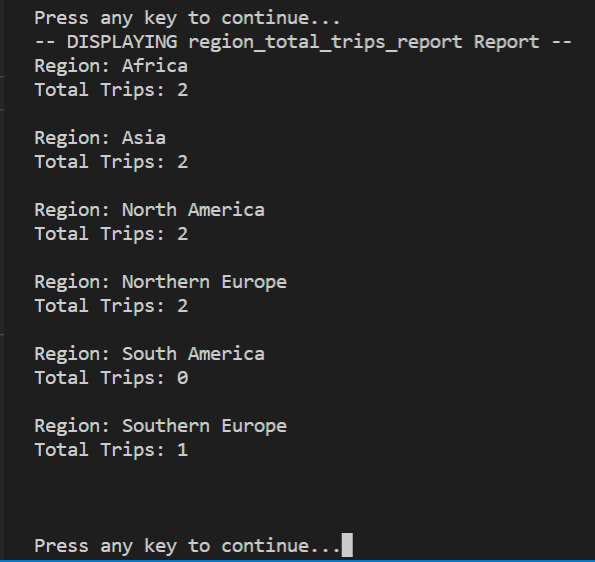 Press any key to continue...
-- DISPLAYING region_total_trips_report Report --
Region: Africa
Total Trips: 2
Region: Asia
Total Trips: 2
Region: North America
Total Trips: 2
Region: Northern Europe
Total Trips: 2
Region: South America
Total Trips: 0
Region: Southern Europe
Total Trips: 1
Press any key to continue...